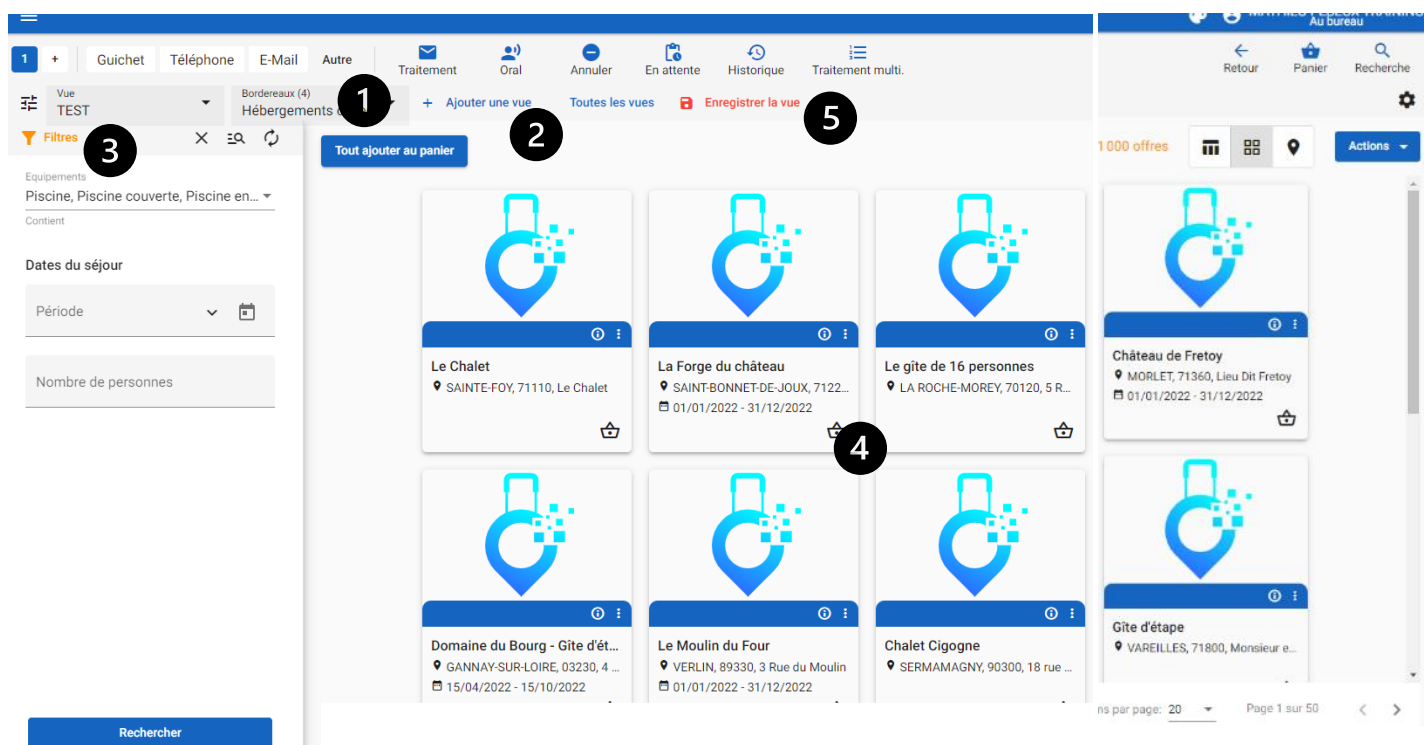 Au bureau
1 + Guichet Téléphone E-Mail Autre Traitement Oral Annuler En attente Historique Traitement multi. Retour Panier Recherche
Vue
TEST
Bordereaux (4)
Hébergements
1
+ Ajouter une vue Toutes les vues Enregistrer la vue
2
5
Filtres
3
Tout ajouter au panier
1 000 offres
Actions
Equipements
Piscine, Piscine couverte, Piscine en...
Contient
Dates du séjour
Période
Nombre de personnes
Rechercher
Le Chalet
SAINTE-FOY, 71110, Le Chalet
La Forge du château
SAINT-BONNET-DE-JOUX, 7122...
01/01/2022 - 31/12/2022
Le gîte de 16 personnes
LA ROCHE-MOREY, 70120, 5 R...
Château de Fretoy
MORLET, 71360, Lieu Dit Fretoy
01/01/2022 - 31/12/2022
4
Domaine du Bourg - Gîte d'ét...
GANNAY-SUR-LOIRE, 03230, 4 ...
15/04/2022 - 15/10/2022
Le Moulin du Four
VERLIN, 89330, 3 Rue du Moulin
01/01/2022 - 31/12/2022
Chalet Cigogne
SERMAMAGNY, 90300, 18 rue ...
Gîte d'étape
VAREILLES, 71800, Monsieur e...
par page: 20 Page 1 sur 50